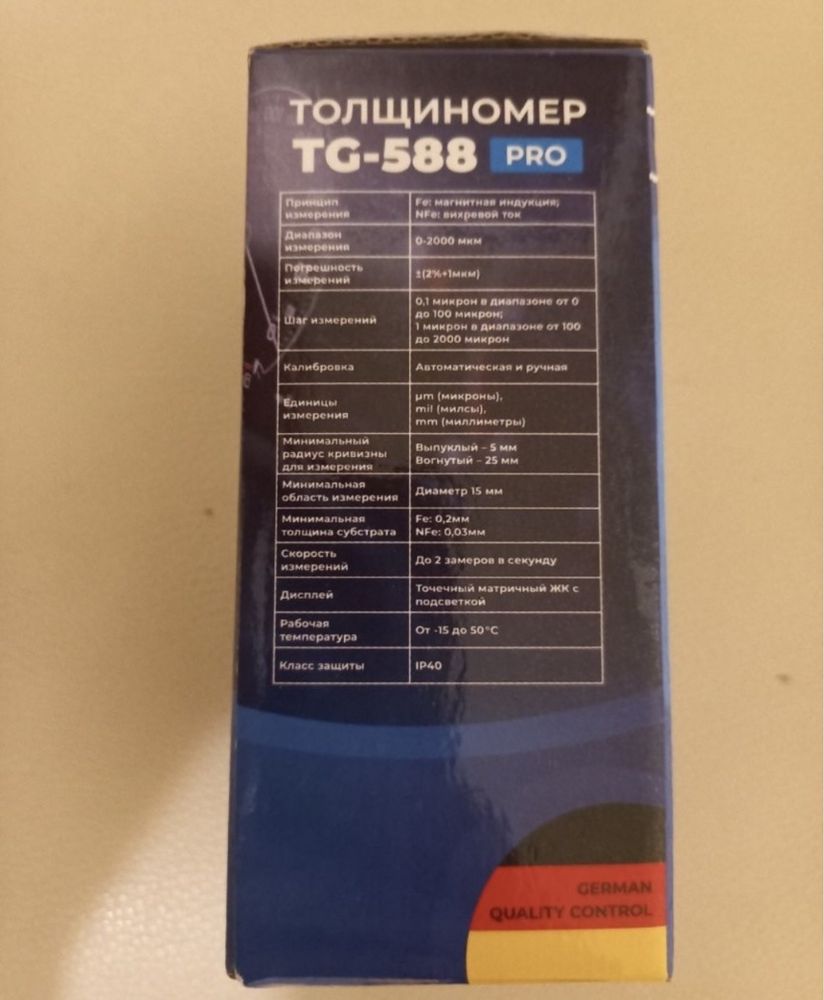 ТОЛЩИНОМЕР
TG-588 PRO
Принцип
измерения
Fe: магнитная индукция;
NFe: вихревой ток
Диапазон
измерения
0-2000 мкм
Погрешность
измерений
±(2%+1мкм)
Шаг измерений
0,1 микрон в диапазоне от 0
до 100 микрон;
1 микрон в диапазоне от 100
до 2000 микрон
Калибровка
Автоматическая и ручная
Единицы
измерения
μm (микроны),
mil (милсы),
mm (миллиметры)
Минимальный
радиус кривизны
для измерения
Выпуклый – 5 мм
Вогнутый – 25 мм
Минимальная
область измерения
Диаметр 15 мм
Минимальная
толщина субстрата
Fe: 0,2мм
NFe: 0,03мм
Скорость
измерений
До 2 замеров в секунду
Дисплей
Точечный матричный ЖК с
подсветкой
Рабочая
температура
От -15 до 50°С
Класс защиты
IP40
GERMAN
QUALITY CONTROL